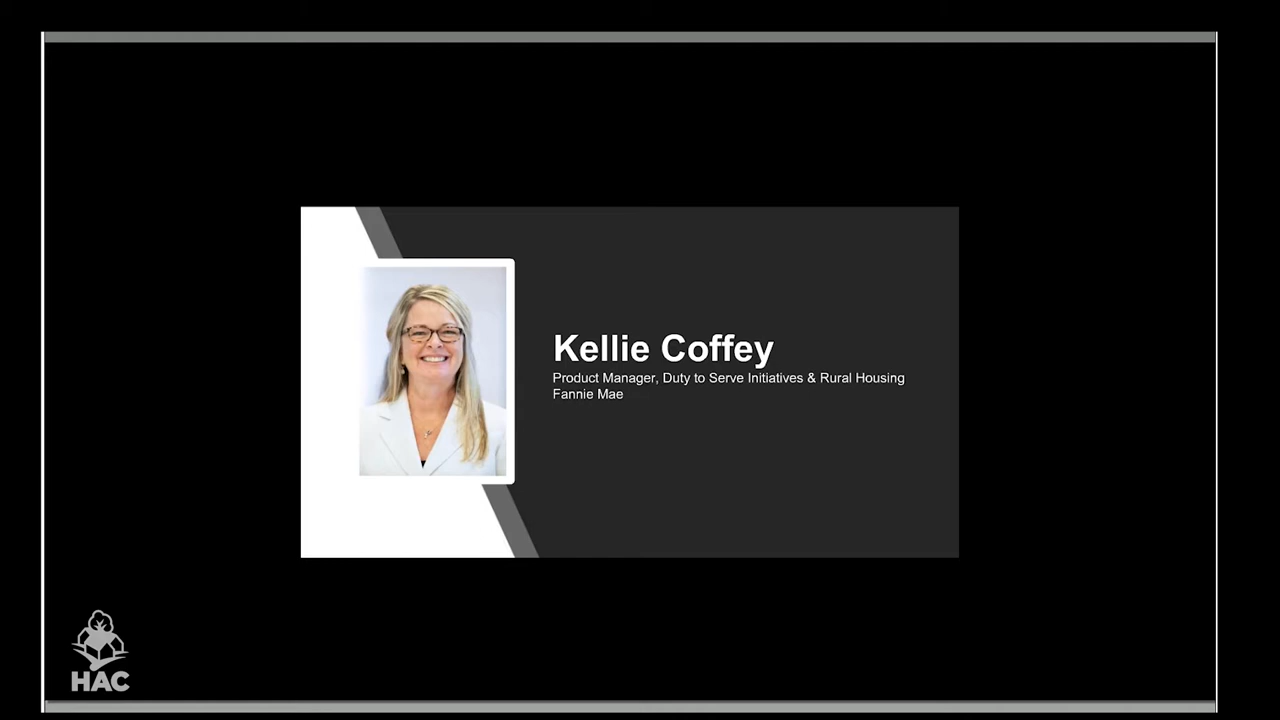 Kellie Coffey
Product Manager, Duty to Serve Initiatives & Rural Housing
Fannie Mae
HAC